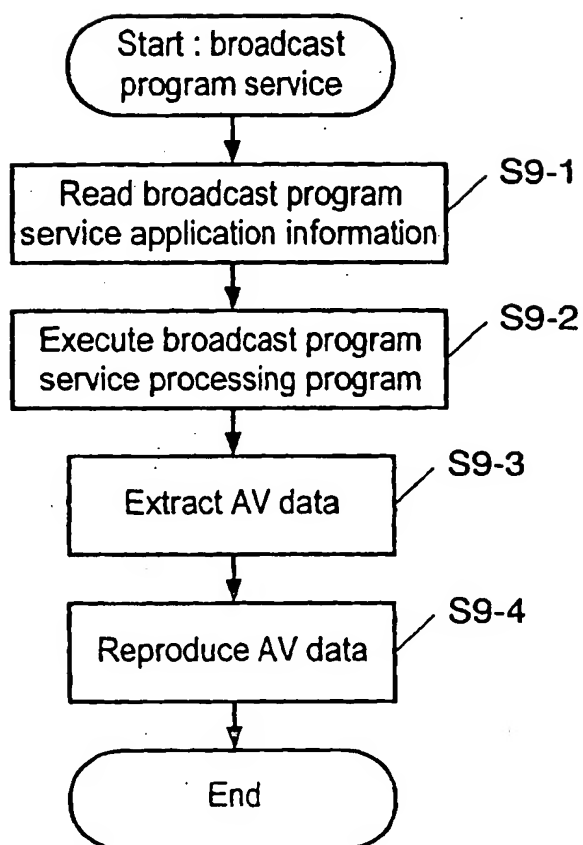 Start : broadcast
program service
S9-1
Read broadcast program
service application information
S9-2
Execute broadcast program
service processing program
S9-3
Extract AV data
S9-4
Reproduce AV data
End